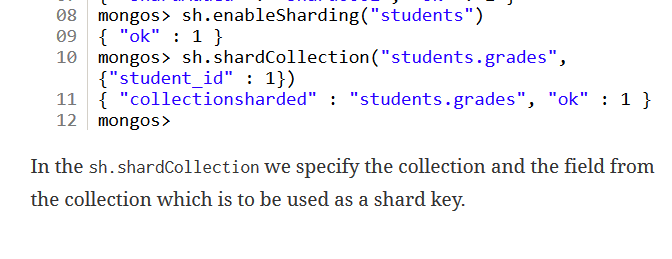 08 mongos> sh.enableSharding("students")
09 { "ok" : 1 }
10 mongos> sh.shardCollection("students.grades",
{"student_id" : 1})
11 { "collectionsharded" : "students.grades", "ok" : 1 }
12 mongos>
In the sh.shardCollection we specify the collection and the field from
the collection which is to be used as a shard key.